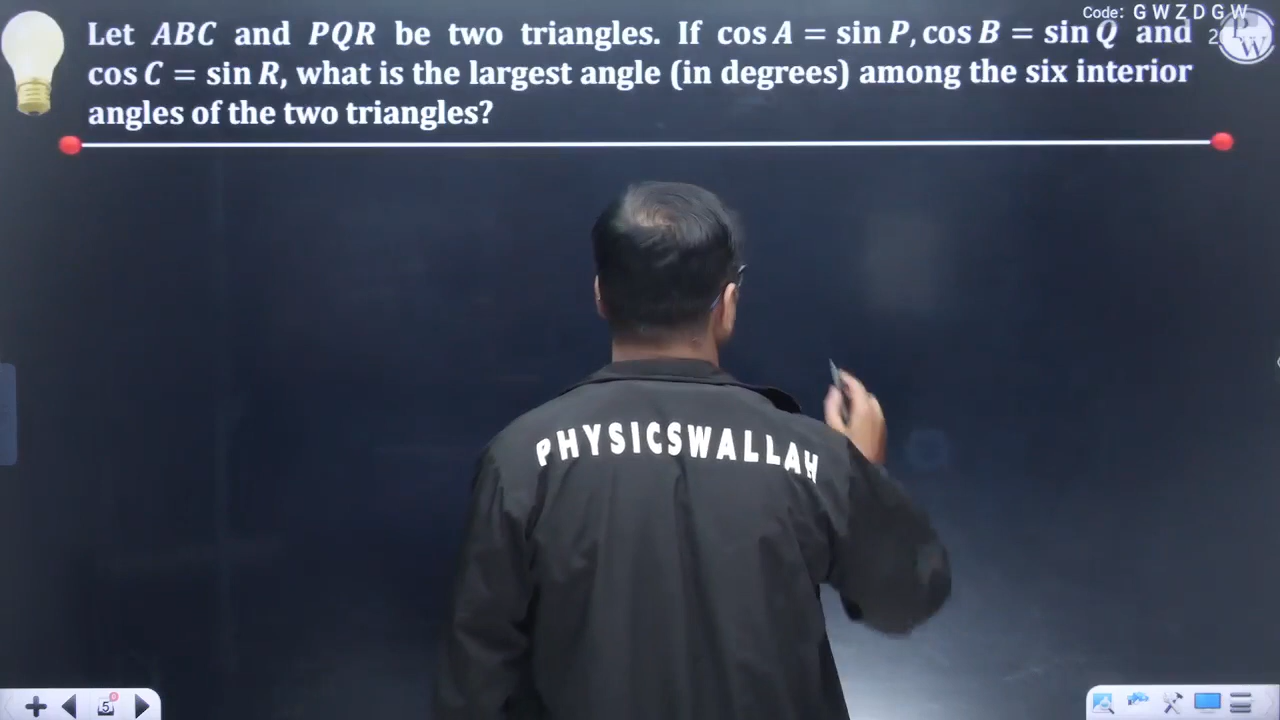 Code: G W Z D G W
Let ABC and PQR be two triangles. If cos A = sin P, cos B = sin Q and
cos C = sin R, what is the largest angle (in degrees) among the six interior
angles of the two triangles?
PHYSICSWALLAH
5